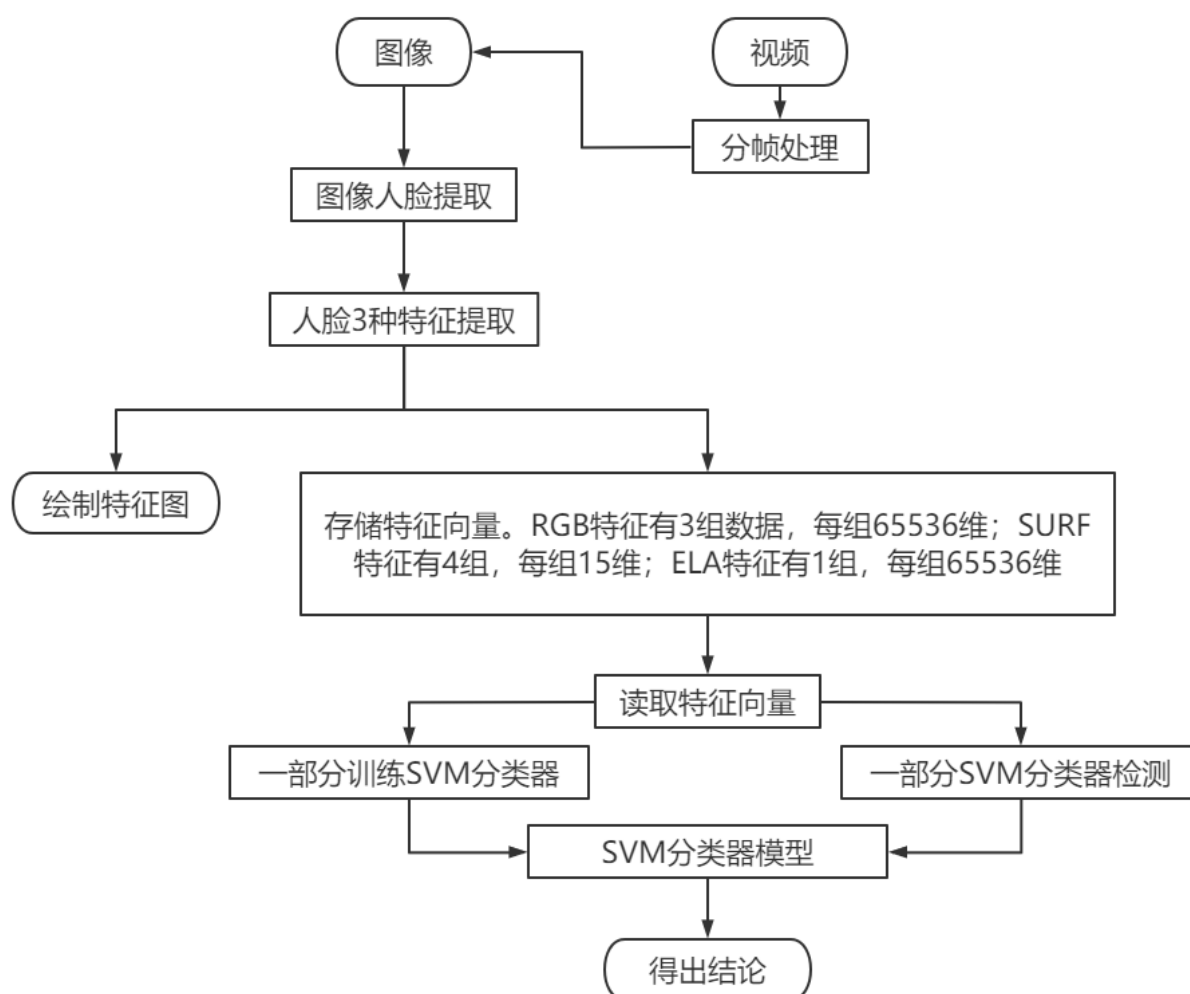 图像
视频
分帧处理
图像人脸提取
人脸3种特征提取
绘制特征图
存储特征向量。RGB特征有3组数据，每组65536维；SURF
特征有4组，每组15维；ELA特征有1组，每组65536维
读取特征向量
一部分训练SVM分类器
一部分SVM分类器检测
SVM分类器模型
得出结论